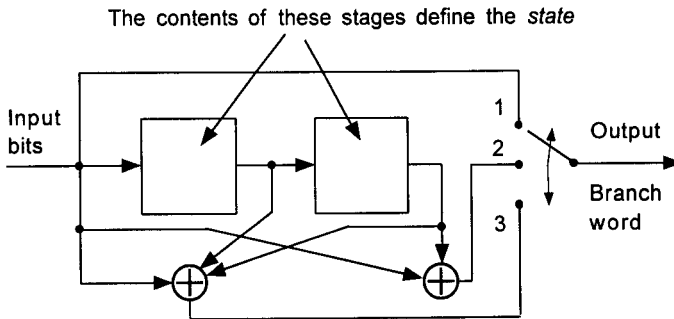 The contents of these stages define the state
1
Input
bits
2
Output
3
Branch
word